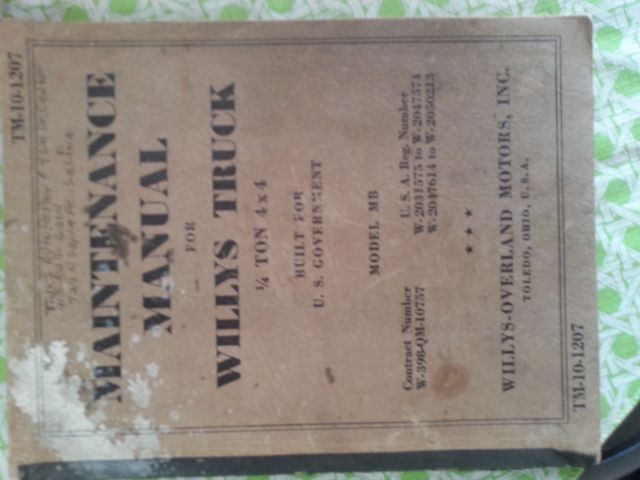 TM-10-1207
MAINTENANCE
MANUAL
FOR
WILLYS TRUCK
¼ TON 4 x 4
BUILT FOR
U. S. GOVERNMENT
MODEL MB
Contract Number
W-398-QM-10757
U. S. A. Reg. Number
W-2031575 to W-2047574
W-2047614 to W-2050213
★ ★ ★
WILLYS-OVERLAND MOTORS, INC.
TOLEDO, OHIO, U. S. A.
TM-10-1207